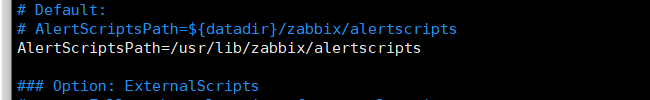 # Default:
# AlertScriptsPath=${datadir}/zabbix/alertscripts
AlertScriptsPath=/usr/lib/zabbix/alertscripts
### Option: ExternalScripts